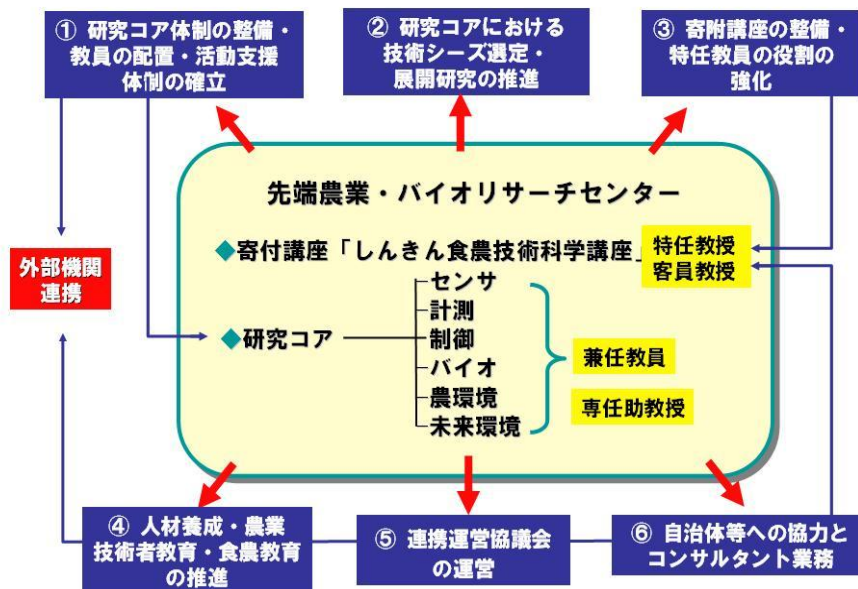 ① 研究コア体制の整備・
教員の配置・活動支援
体制の確立
② 研究コアにおける
技術シーズ選定・
展開研究の推進
③ 寄附講座の整備・
特任教員の役割の
強化
先端農業・バイオリサーチセンター
◆寄付講座「しんきん食農技術科学講座」
特任教授
客員教授
外部機関
連携
◆研究コア
センサ
計測
制御
バイオ
農環境
未来環境
兼任教員
専任助教授
④ 人材養成・農業
技術者教育・食農教育
の推進
⑤ 連携運営協議会
の運営
⑥ 自治体等への協力と
コンサルタント業務